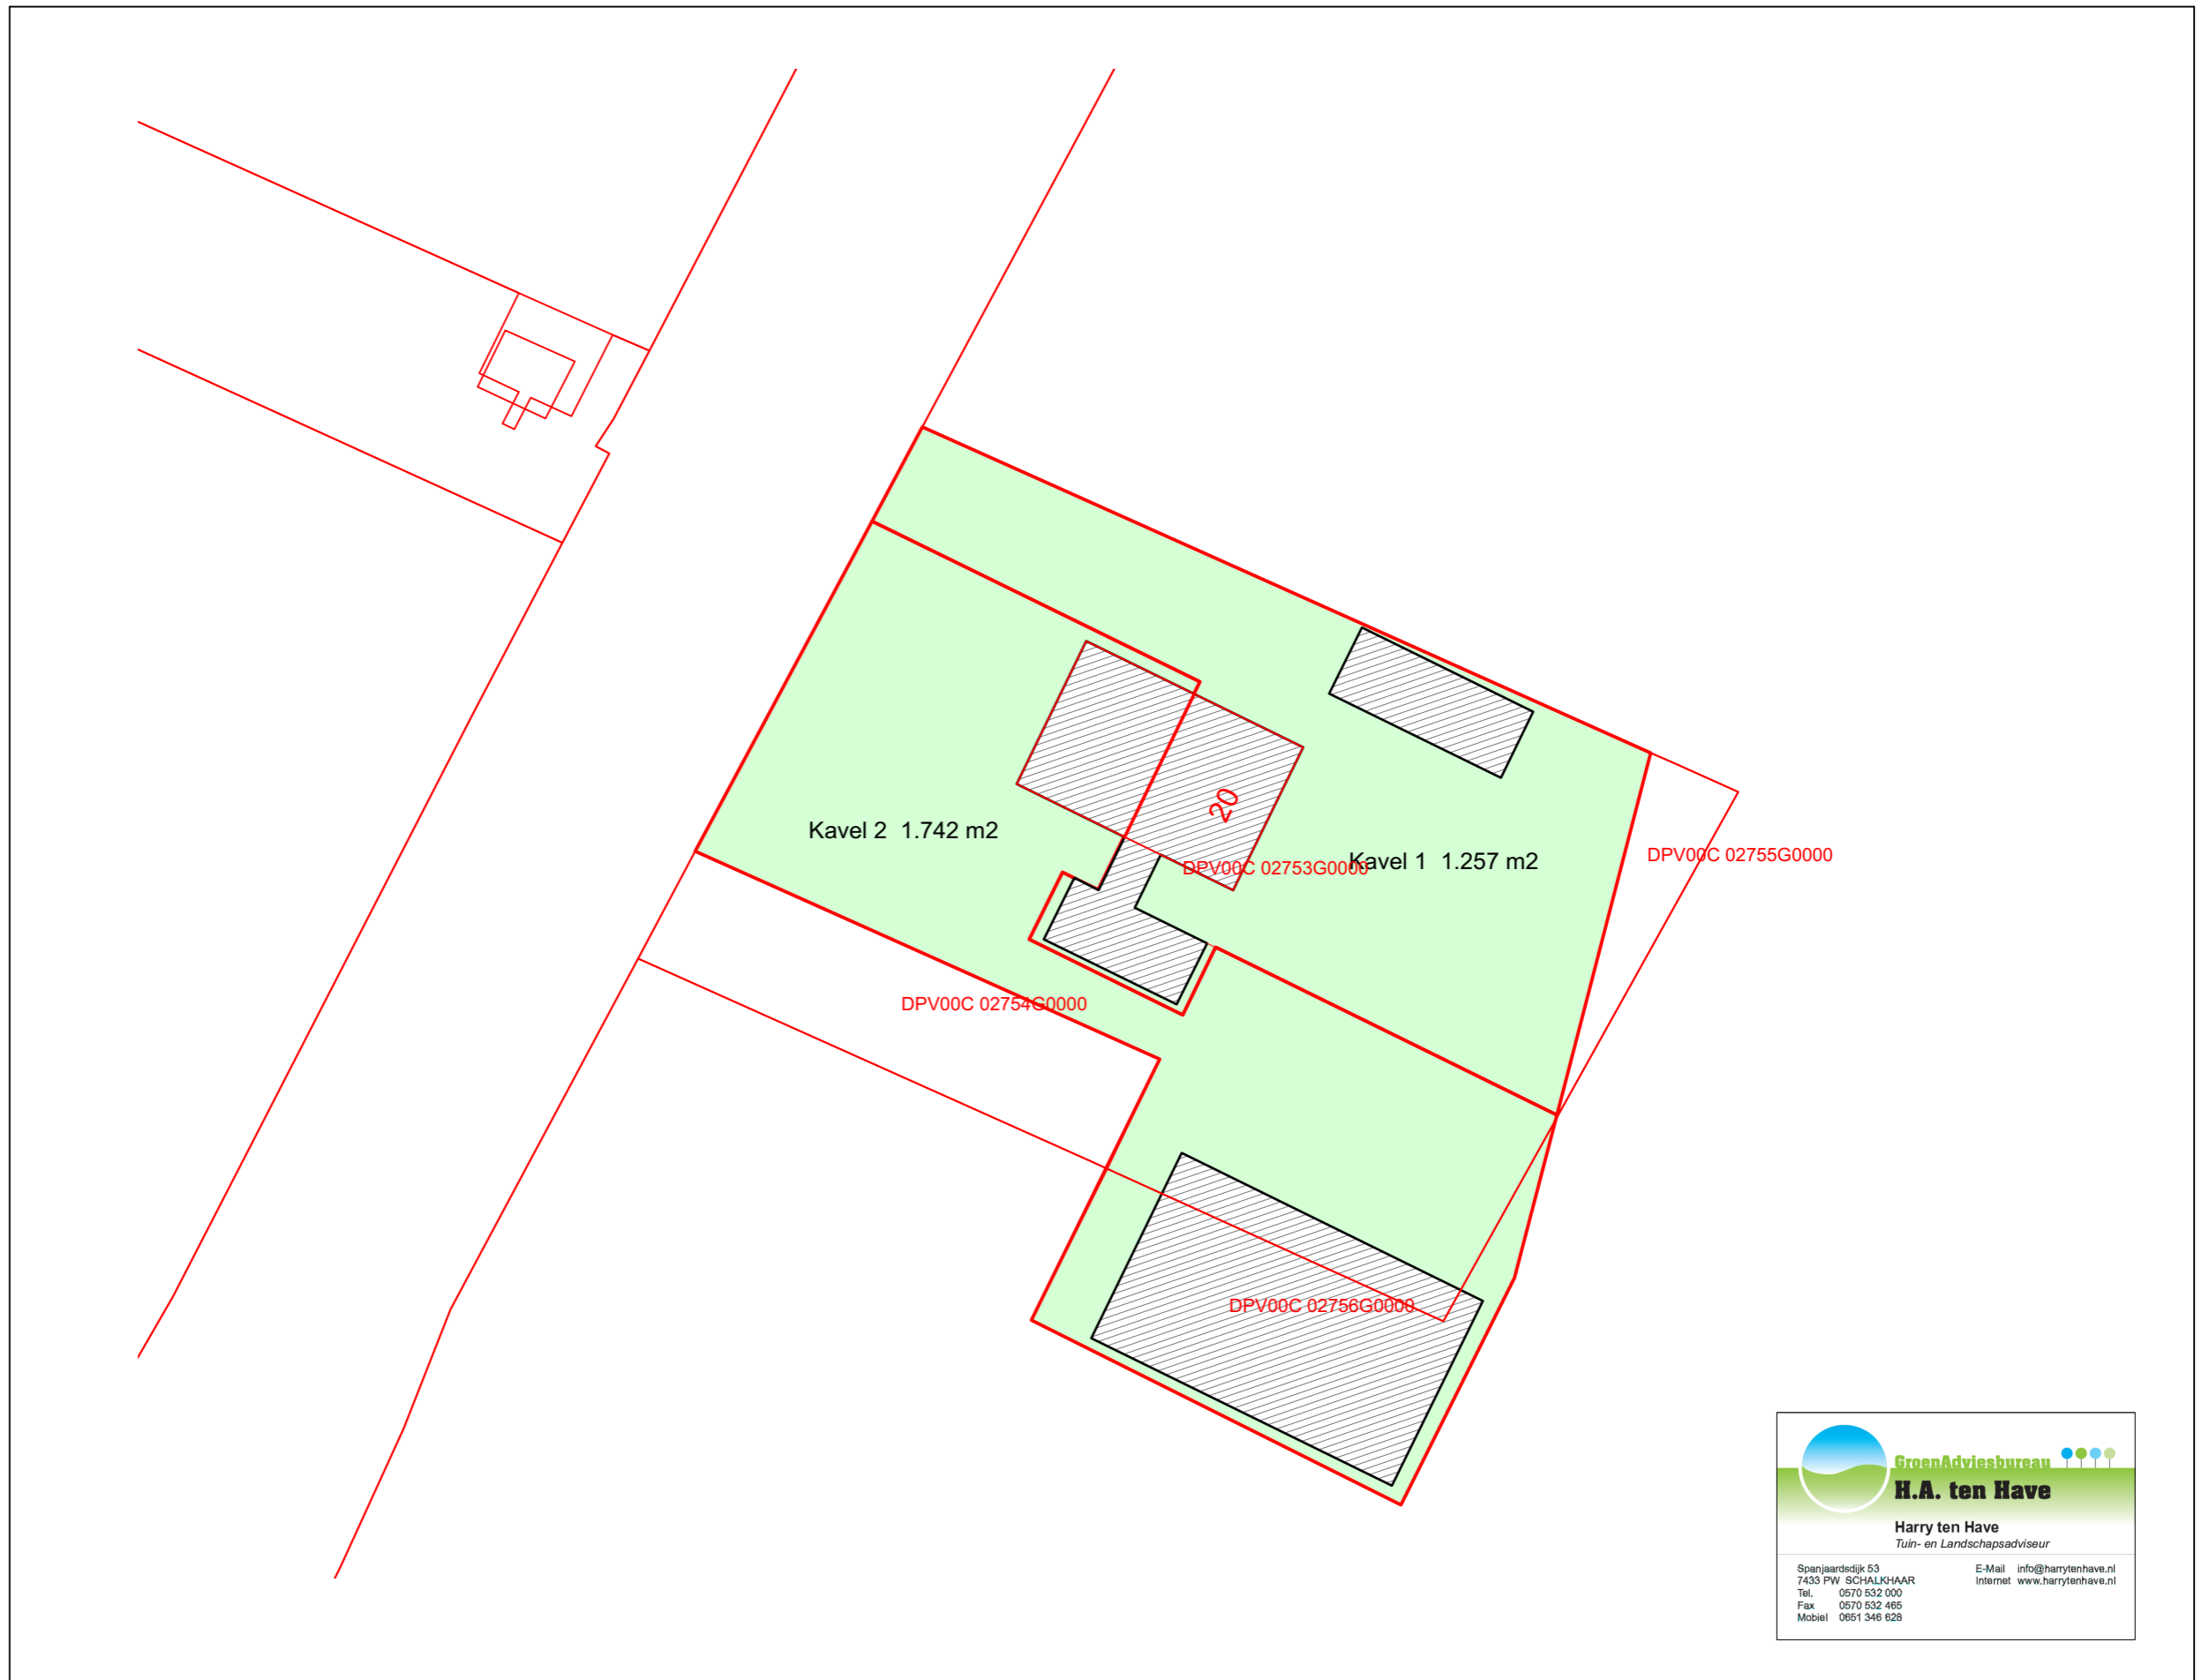 20
Kavel 2  1.742 m2
DPV00C 02753G0000
Kavel 1  1.257 m2
DPV00C 02755G0000
DPV00C 02754G0000
DPV00C 02756G0000
GroenAdviesbureau
H.A. ten Have
Harry ten Have
Tuin- en Landschapsadviseur
Spanjaardsdijk 53
7433 PW  SCHALKHAAR
Tel. 0570 532 000
Fax 0570 532 465
Mobiel 0651 346 628
E-Mail info@harrytenhave.nl
Internet www.harrytenhave.nl